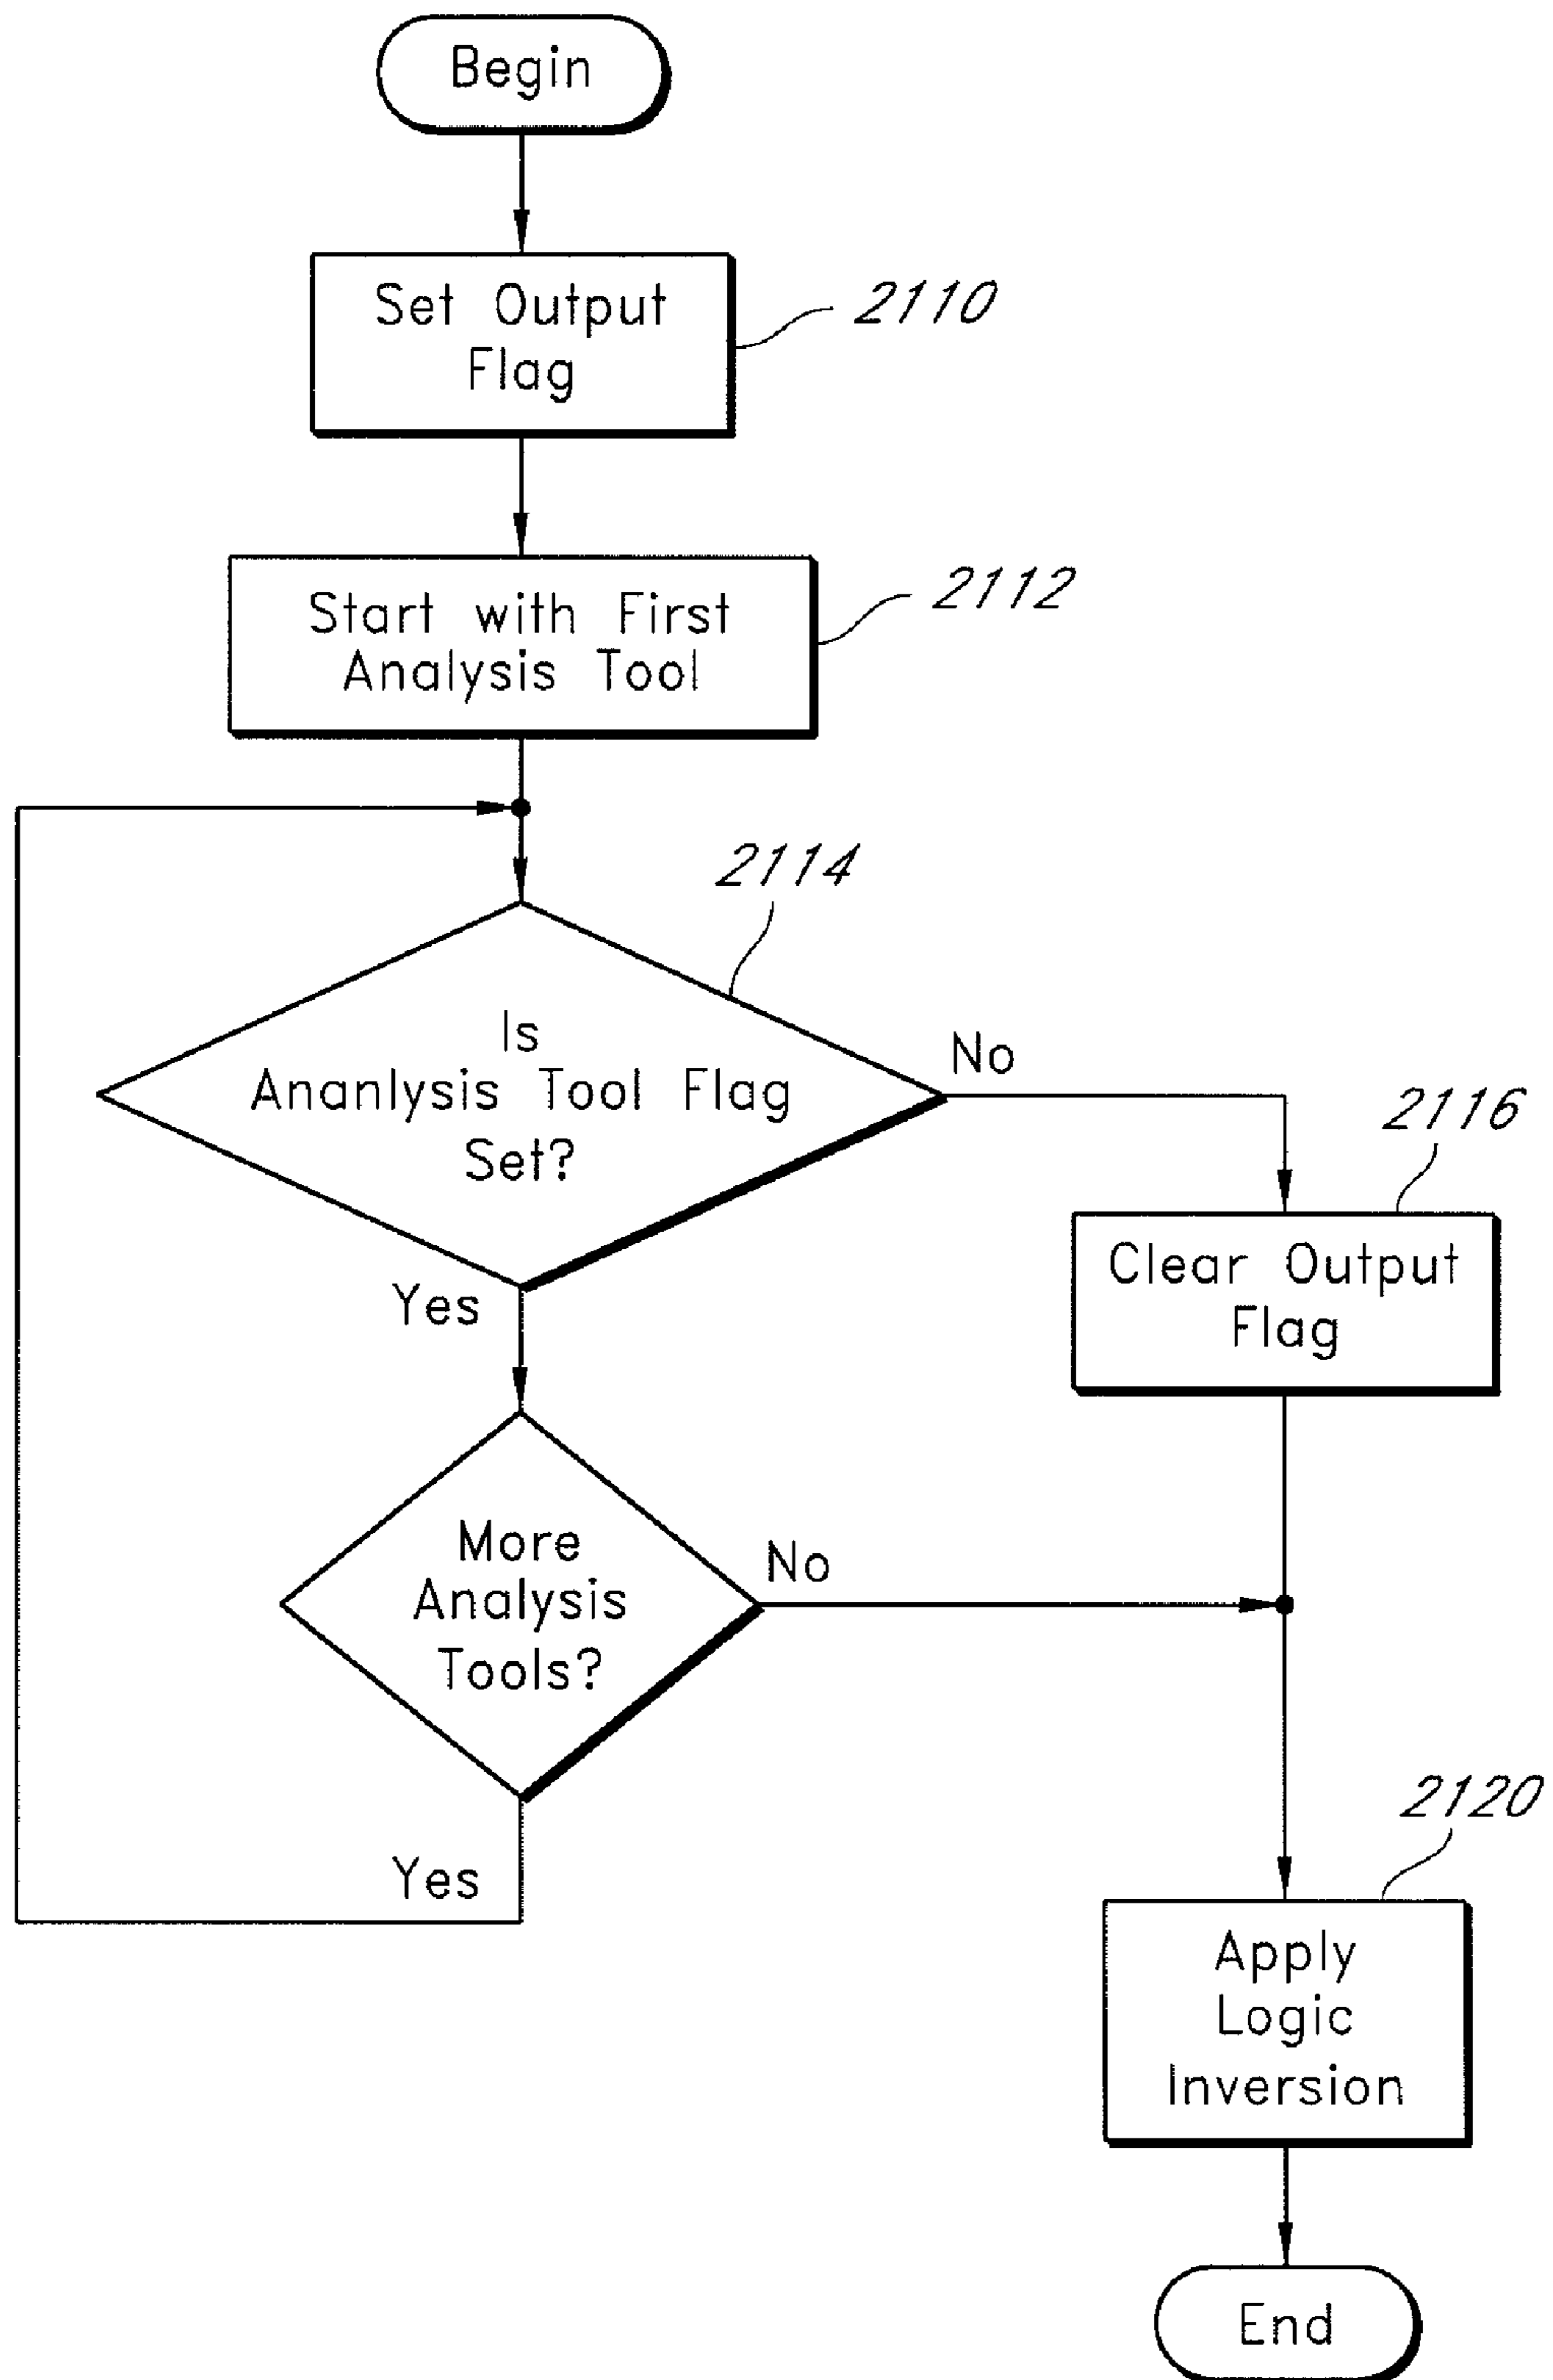 Begin
Set Output
Flag
2110
Start with First
Analysis Tool
2112
2114
Is
Ananlysis Tool Flag
Set?
No
Yes
2116
Clear Output
Flag
More
Analysis
Tools?
No
Yes
2120
Apply
Logic
Inversion
End